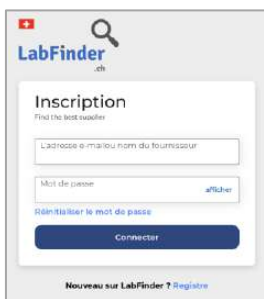 LabFinder
.ch
Inscription
Find the best supplier
L'adresse e-mail ou nom du fournisseur
Mot de passe
afficher
Réinitialiser le mot de passe
Connecter
Nouveau sur LabFinder ? Registre